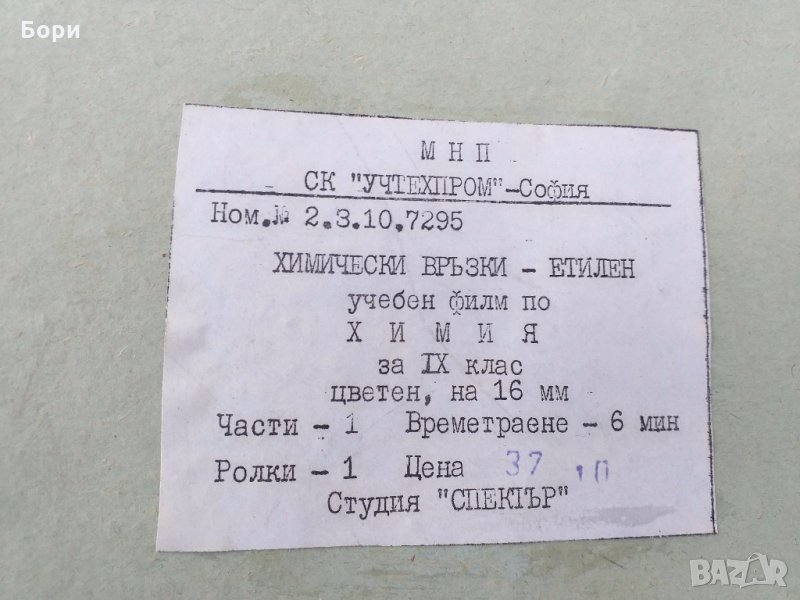 Бори
М Н П
СК "УЧТЕХПРОМ"-София
Ном.№ 2.3.10.7295
ХИМИЧЕСКИ ВРЪЗКИ - ЕТИЛЕН
учебен филм по
Х И М И Я
за IX клас
цветен, на 16 мм
Части - 1 Времетраене - 6 мин
Ролки - 1 Цена 37
Студия "СПЕКТЪР"
BAZAR